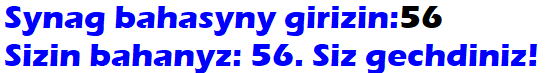 Synag bahasyny girizin:56
Sizin bahanyz: 56. Siz gechdiniz!